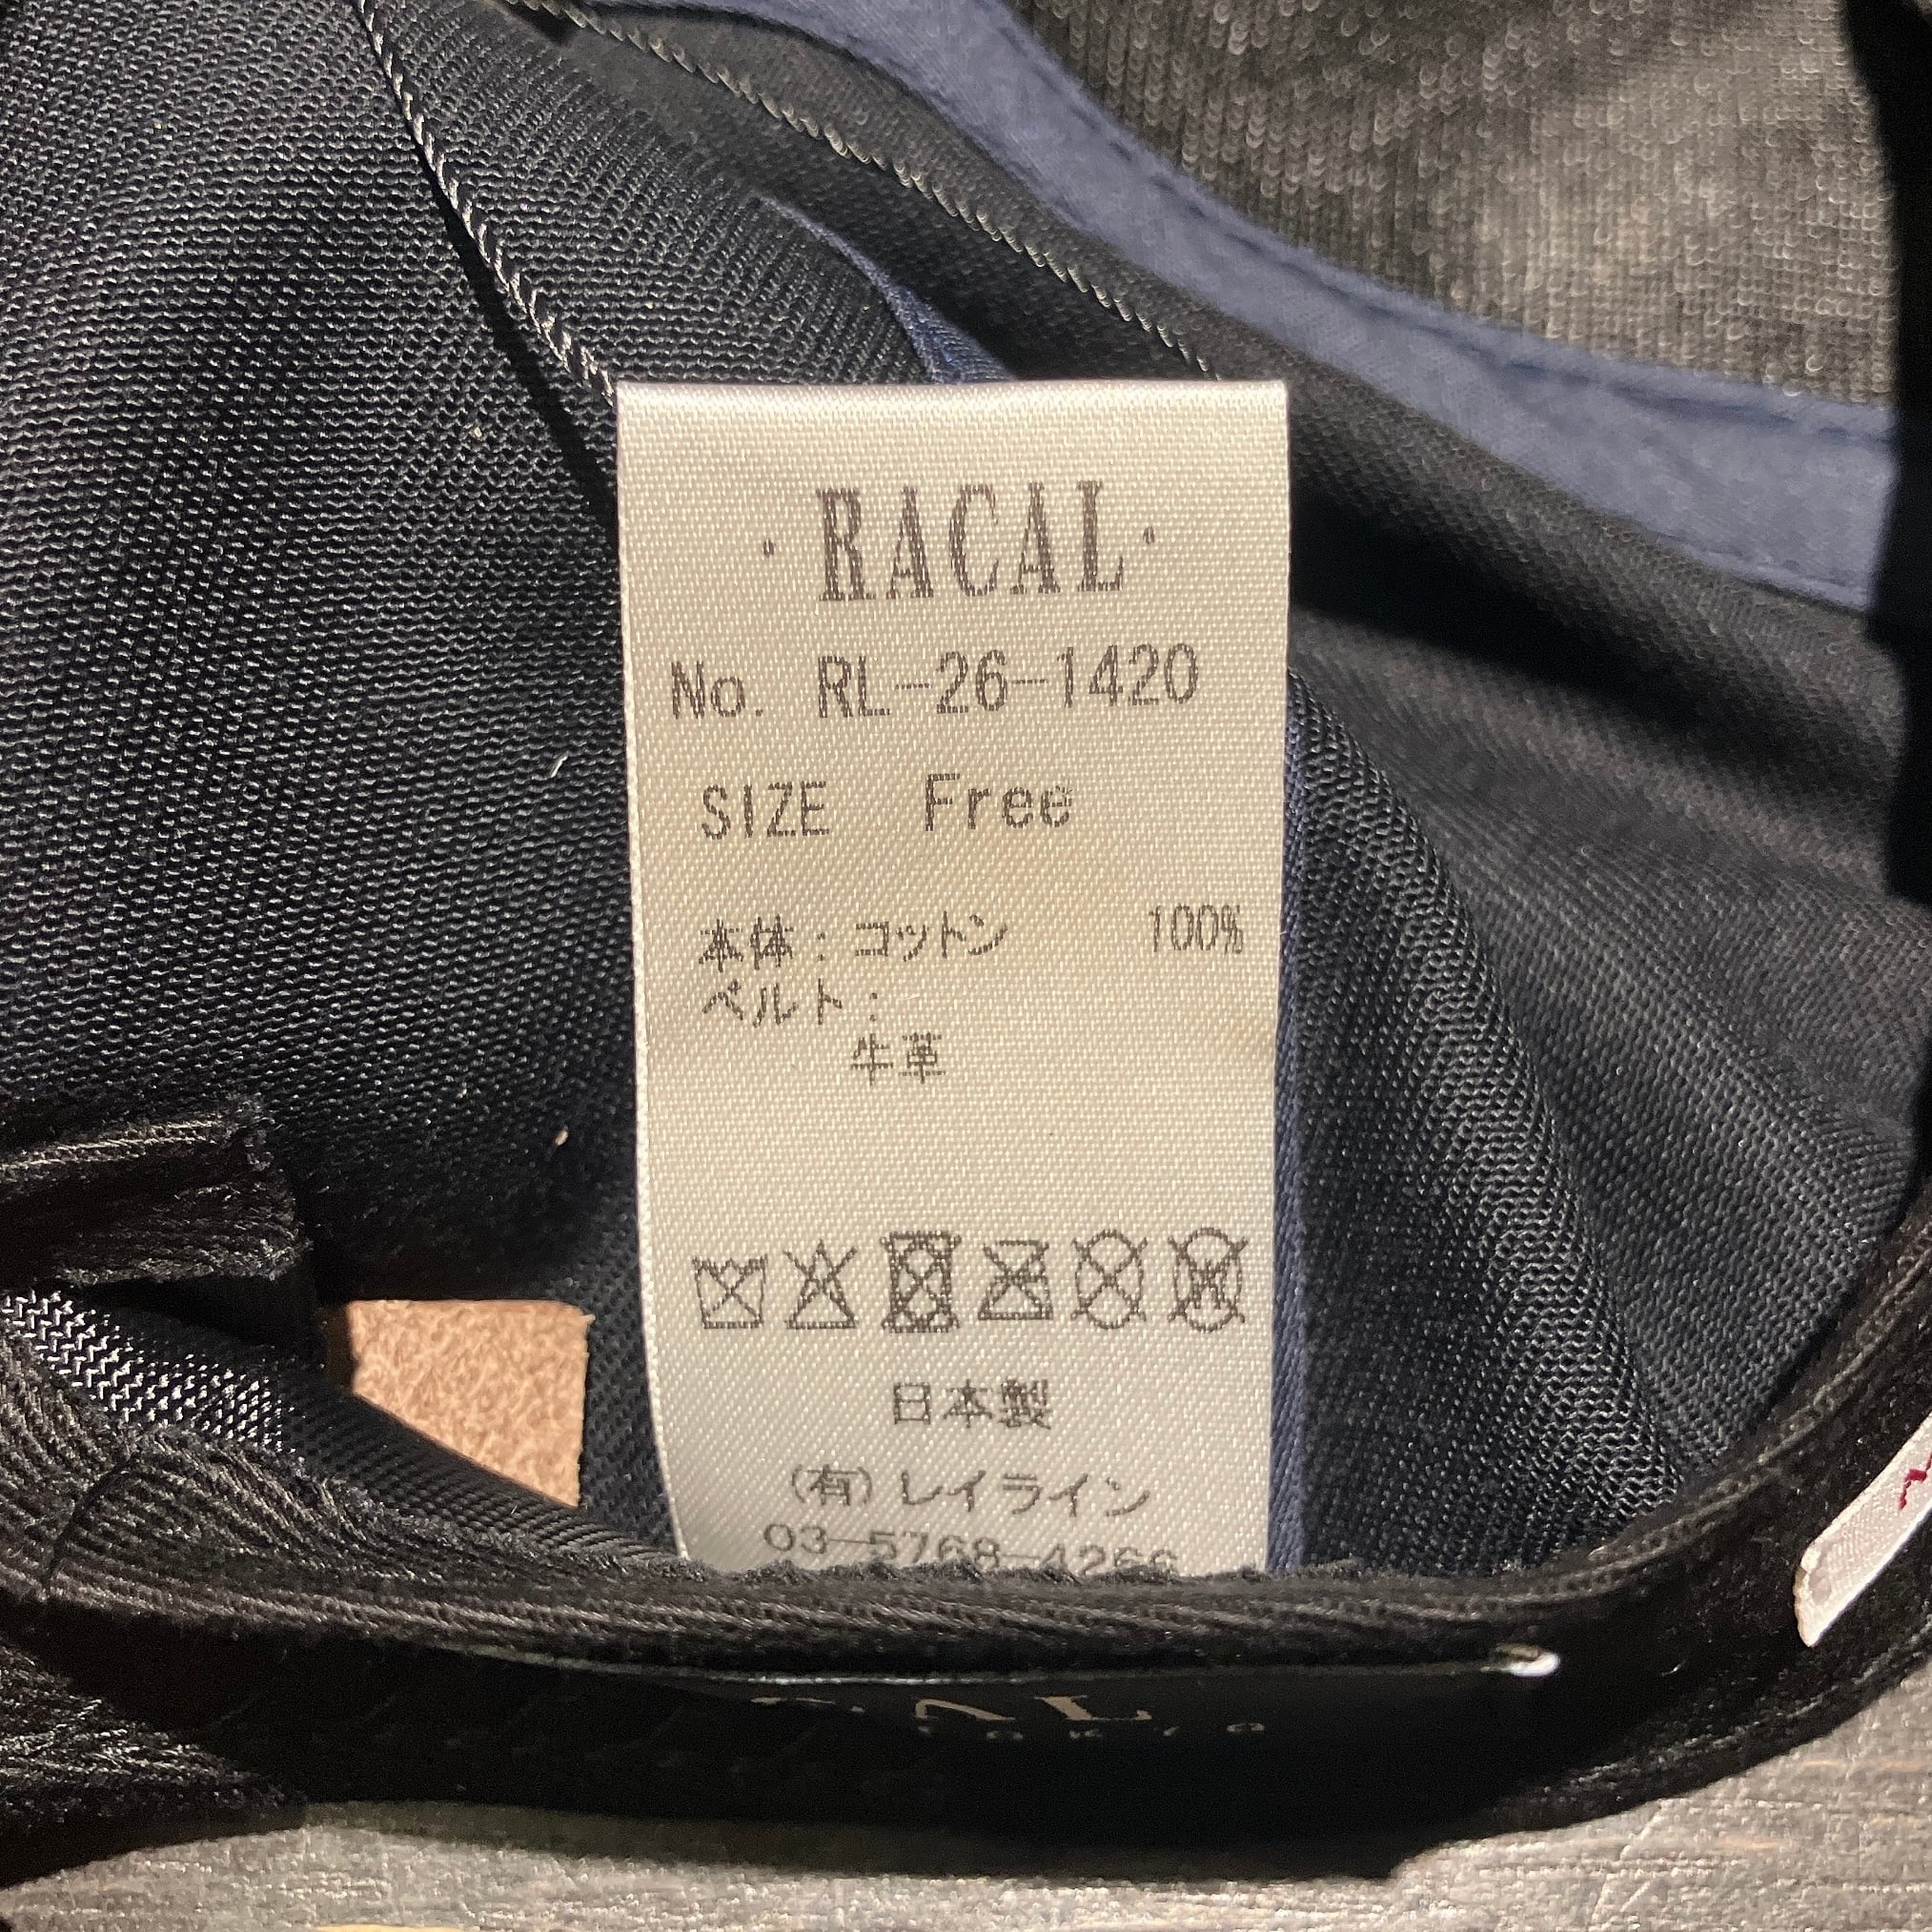 ・RACAL・
No. RL-26-1420
SIZE Free
本体：コットン 100%
ベルト：
牛革
日本製
(有)レイライン
03-5768-4266